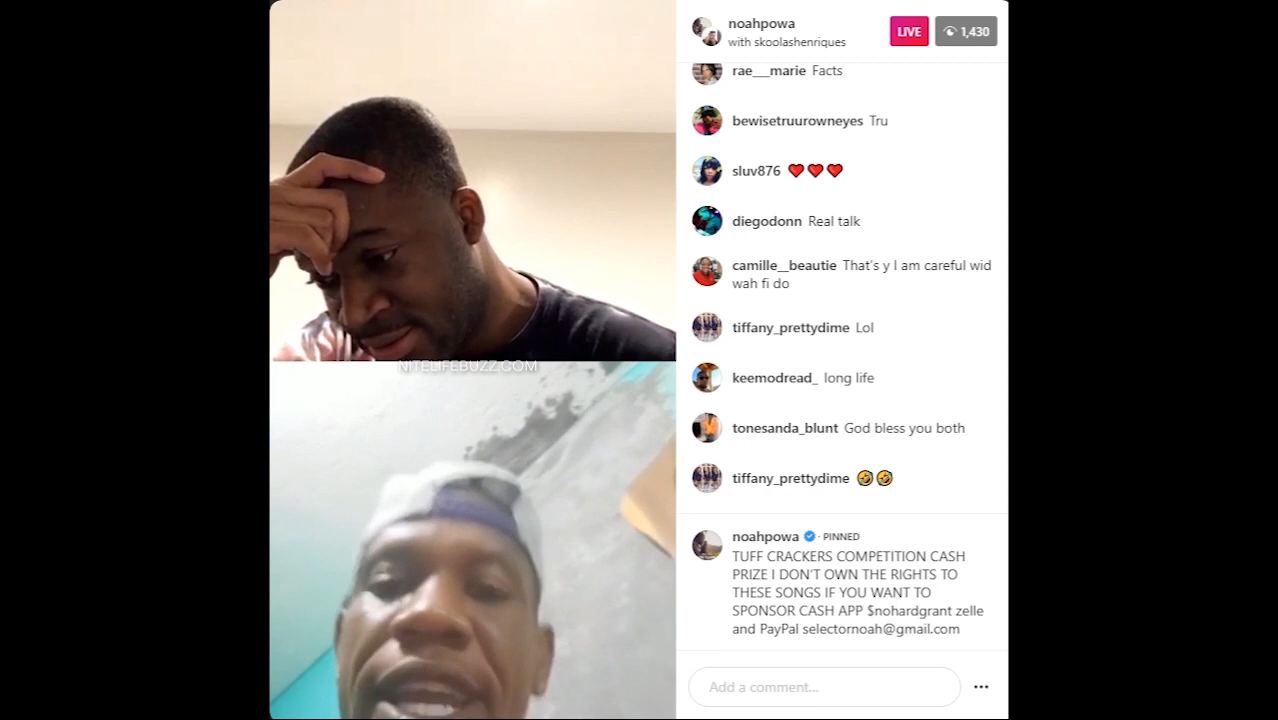 noahpowa
with skoolashenriques
LIVE
1,430
rae___marie Facts
bewisetruurowneyes Tru
sluv876 ❤️❤️❤️
diegodonn Real talk
camille__beautie That's y I am careful wid
wah fi do
tiffany_prettydime Lol
keemodread_ long life
tonesanda_blunt God bless you both
tiffany_prettydime 🤣🤣
noahpowa · PINNED
TUFF CRACKERS COMPETITION CASH
PRIZE I DON'T OWN THE RIGHTS TO
THESE SONGS IF YOU WANT TO
SPONSOR CASH APP $nohardgrant zelle
and PayPal selectornoah@gmail.com
Add a comment...
NITELIFEBUZZ.COM